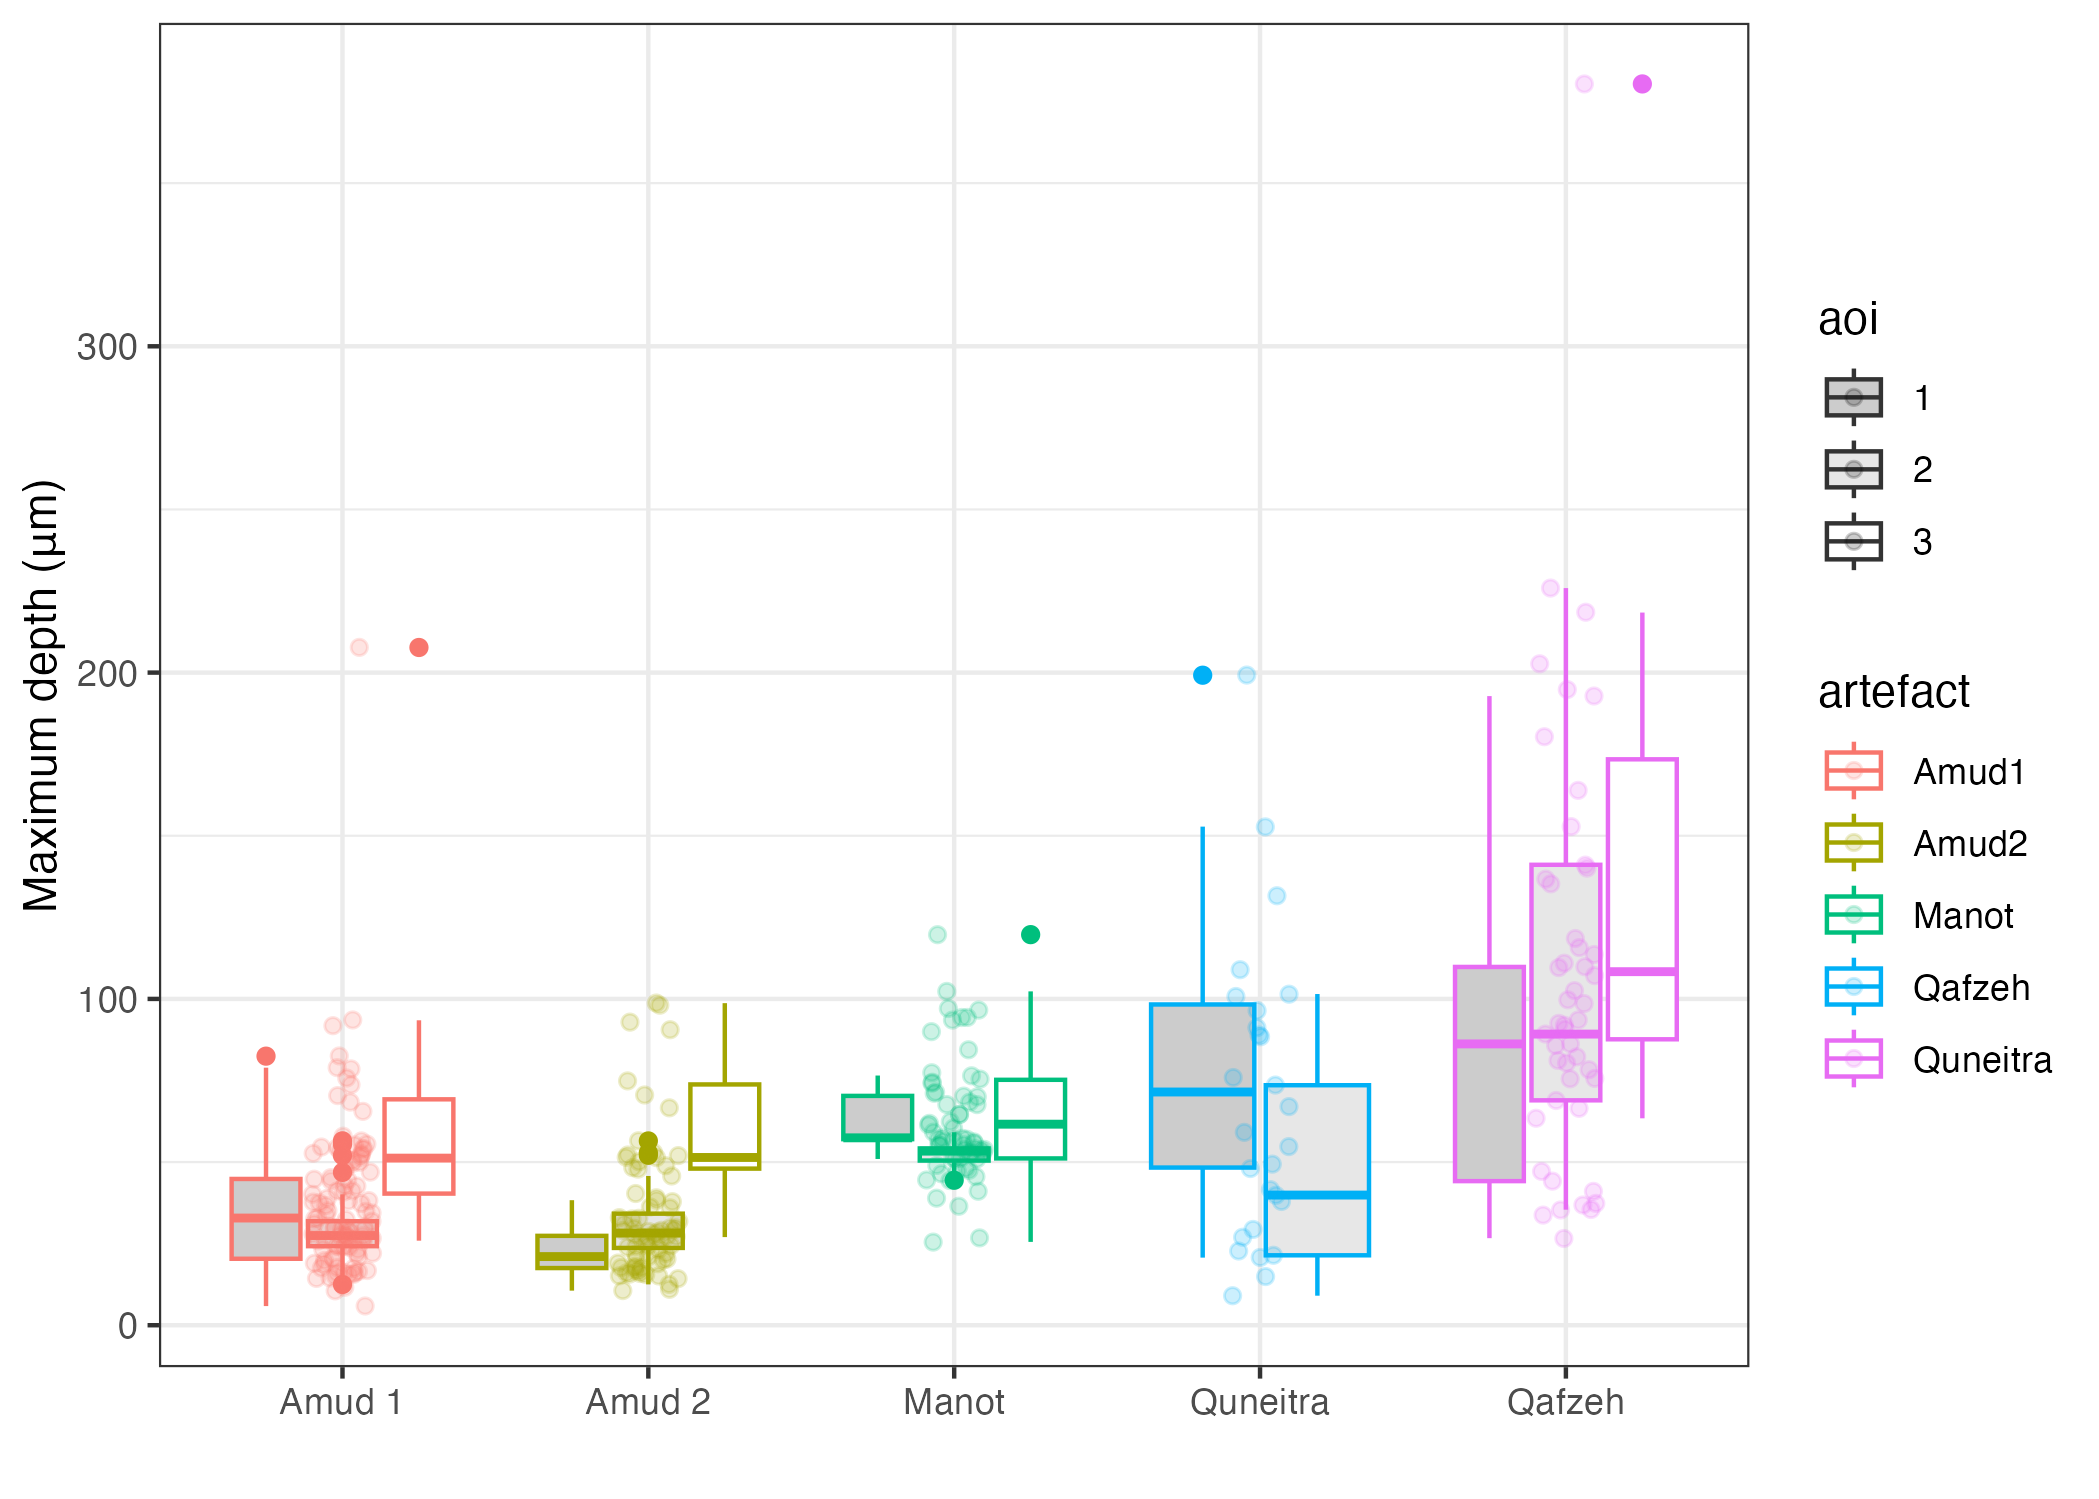 Maximum depth (µm)
300
200
100
0
Amud 1
Amud 2
Manot
Quneitra
Qafzeh
aoi
1
2
3
artefact
Amud1
Amud2
Manot
Qafzeh
Quneitra